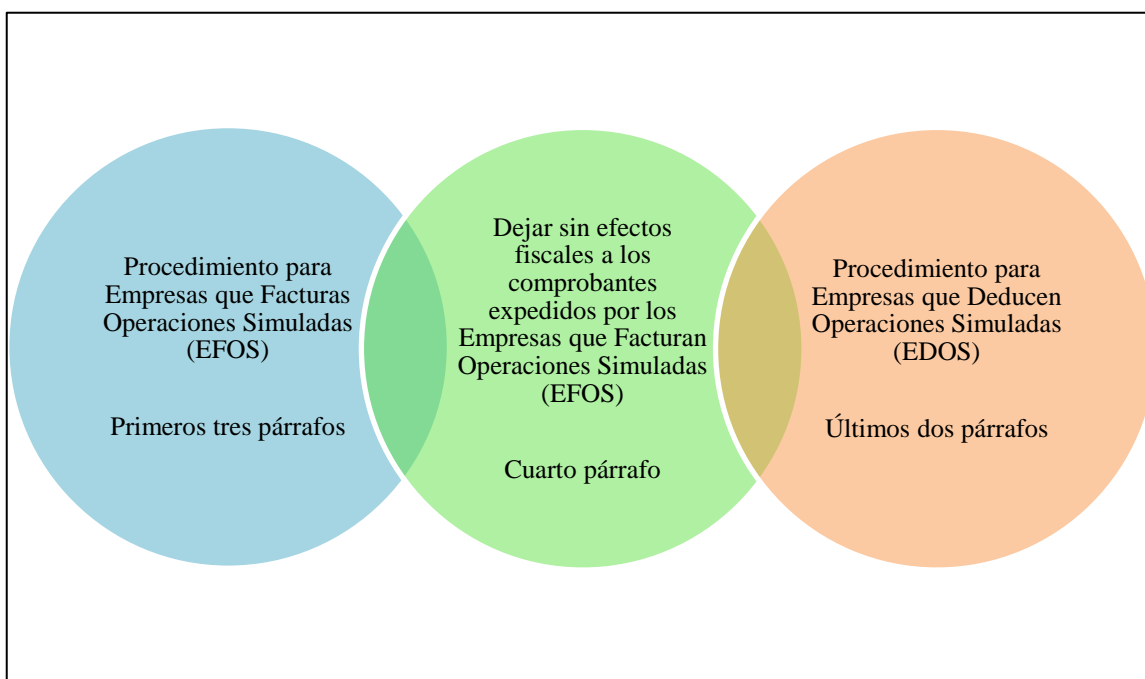 Procedimiento para
Empresas que Facturas
Operaciones Simuladas
(EFOS)
Primeros tres párrafos
Dejar sin efectos
fiscales a los
comprobantes
expedidos por los
Empresas que Facturan
Operaciones Simuladas
(EFOS)
Cuarto párrafo
Procedimiento para
Empresas que Deducen
Operaciones Simuladas
(EDOS)
Últimos dos párrafos